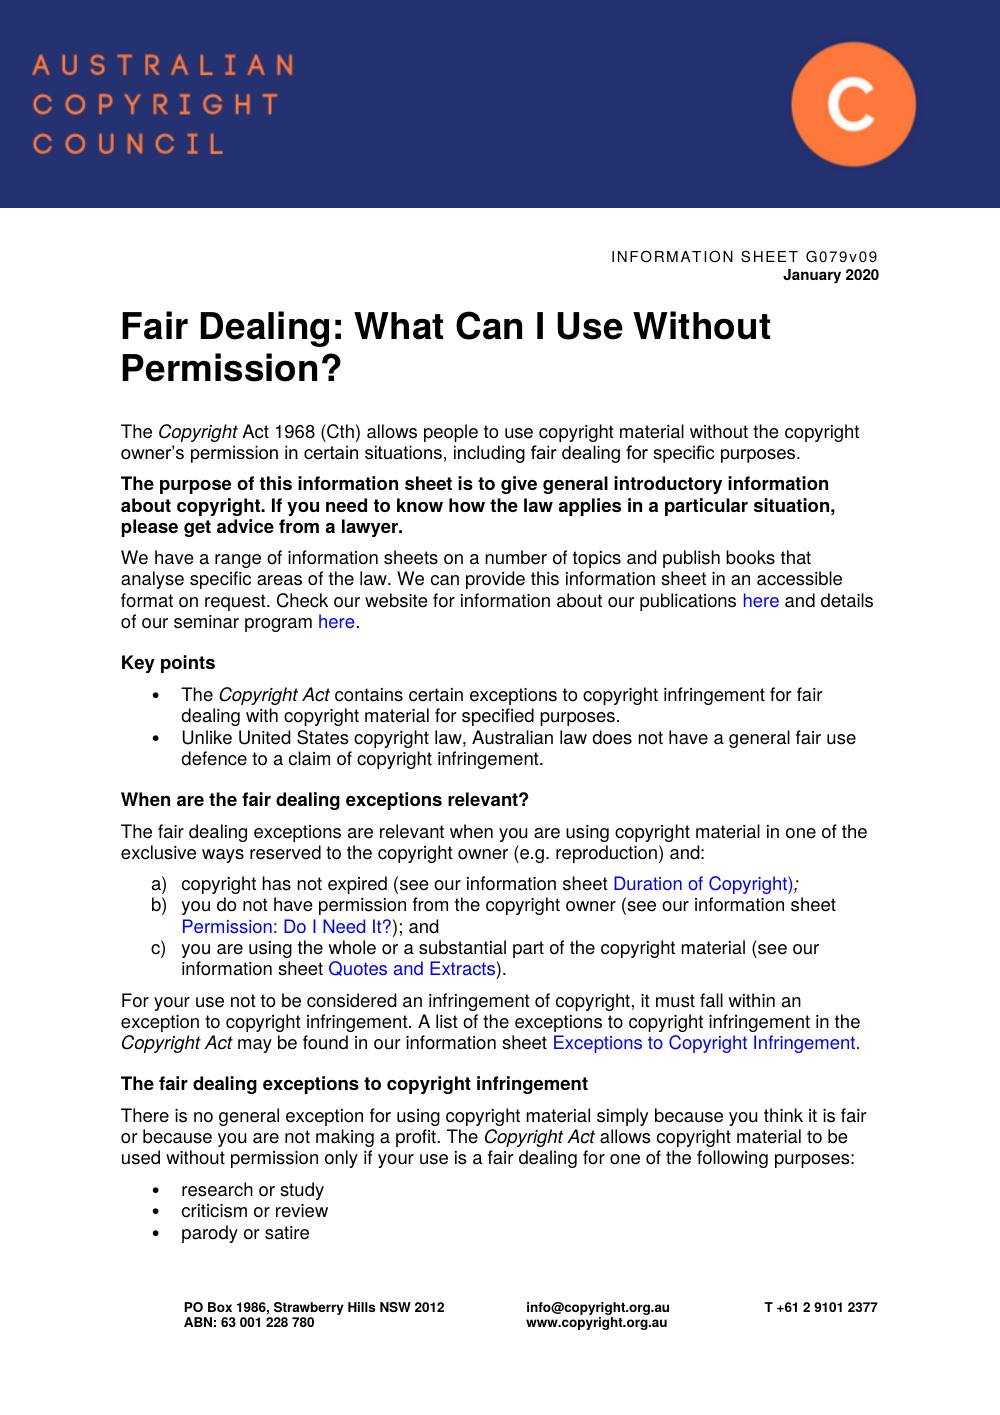 AUSTRALIAN
COPYRIGHT
COUNCIL
C
INFORMATION SHEET G079v09
January 2020
Fair Dealing: What Can I Use Without
Permission?
The Copyright Act 1968 (Cth) allows people to use copyright material without the copyright
owner's permission in certain situations, including fair dealing for specific purposes.
The purpose of this information sheet is to give general introductory information
about copyright. If you need to know how the law applies in a particular situation,
please get advice from a lawyer.
We have a range of information sheets on a number of topics and publish books that
analyse specific areas of the law. We can provide this information sheet in an accessible
format on request. Check our website for information about our publications here and details
of our seminar program here.
Key points
• The Copyright Act contains certain exceptions to copyright infringement for fair
dealing with copyright material for specified purposes.
• Unlike United States copyright law, Australian law does not have a general fair use
defence to a claim of copyright infringement.
When are the fair dealing exceptions relevant?
The fair dealing exceptions are relevant when you are using copyright material in one of the
exclusive ways reserved to the copyright owner (e.g. reproduction) and:
a) copyright has not expired (see our information sheet Duration of Copyright);
b) you do not have permission from the copyright owner (see our information sheet
Permission: Do I Need It?); and
c) you are using the whole or a substantial part of the copyright material (see our
information sheet Quotes and Extracts).
For your use not to be considered an infringement of copyright, it must fall within an
exception to copyright infringement. A list of the exceptions to copyright infringement in the
Copyright Act may be found in our information sheet Exceptions to Copyright Infringement.
The fair dealing exceptions to copyright infringement
There is no general exception for using copyright material simply because you think it is fair
or because you are not making a profit. The Copyright Act allows copyright material to be
used without permission only if your use is a fair dealing for one of the following purposes:
• research or study
• criticism or review
• parody or satire
PO Box 1986, Strawberry Hills NSW 2012 info@copyright.org.au T +61 2 9101 2377
ABN: 63 001 228 780 www.copyright.org.au